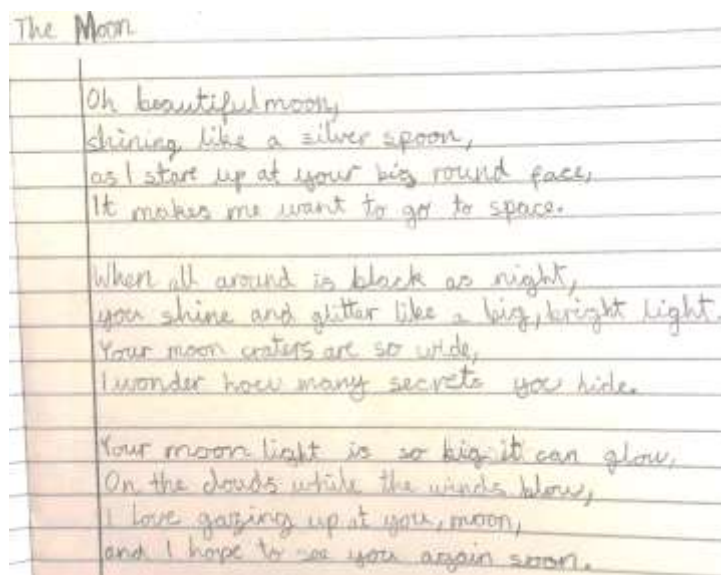 The Moon
Oh beautiful moon,
shining like a silver spoon,
as I stare up at your big round face,
It makes me want to go to space.
When all around is black as night,
you shine and glitter like a big, bright light.
Your moon craters are so wide,
I wonder how many secrets you hide.
Your moon light is so big it can glow,
On the clouds while the winds blow,
I love gazing up at you, moon,
and I hope to see you again soon.